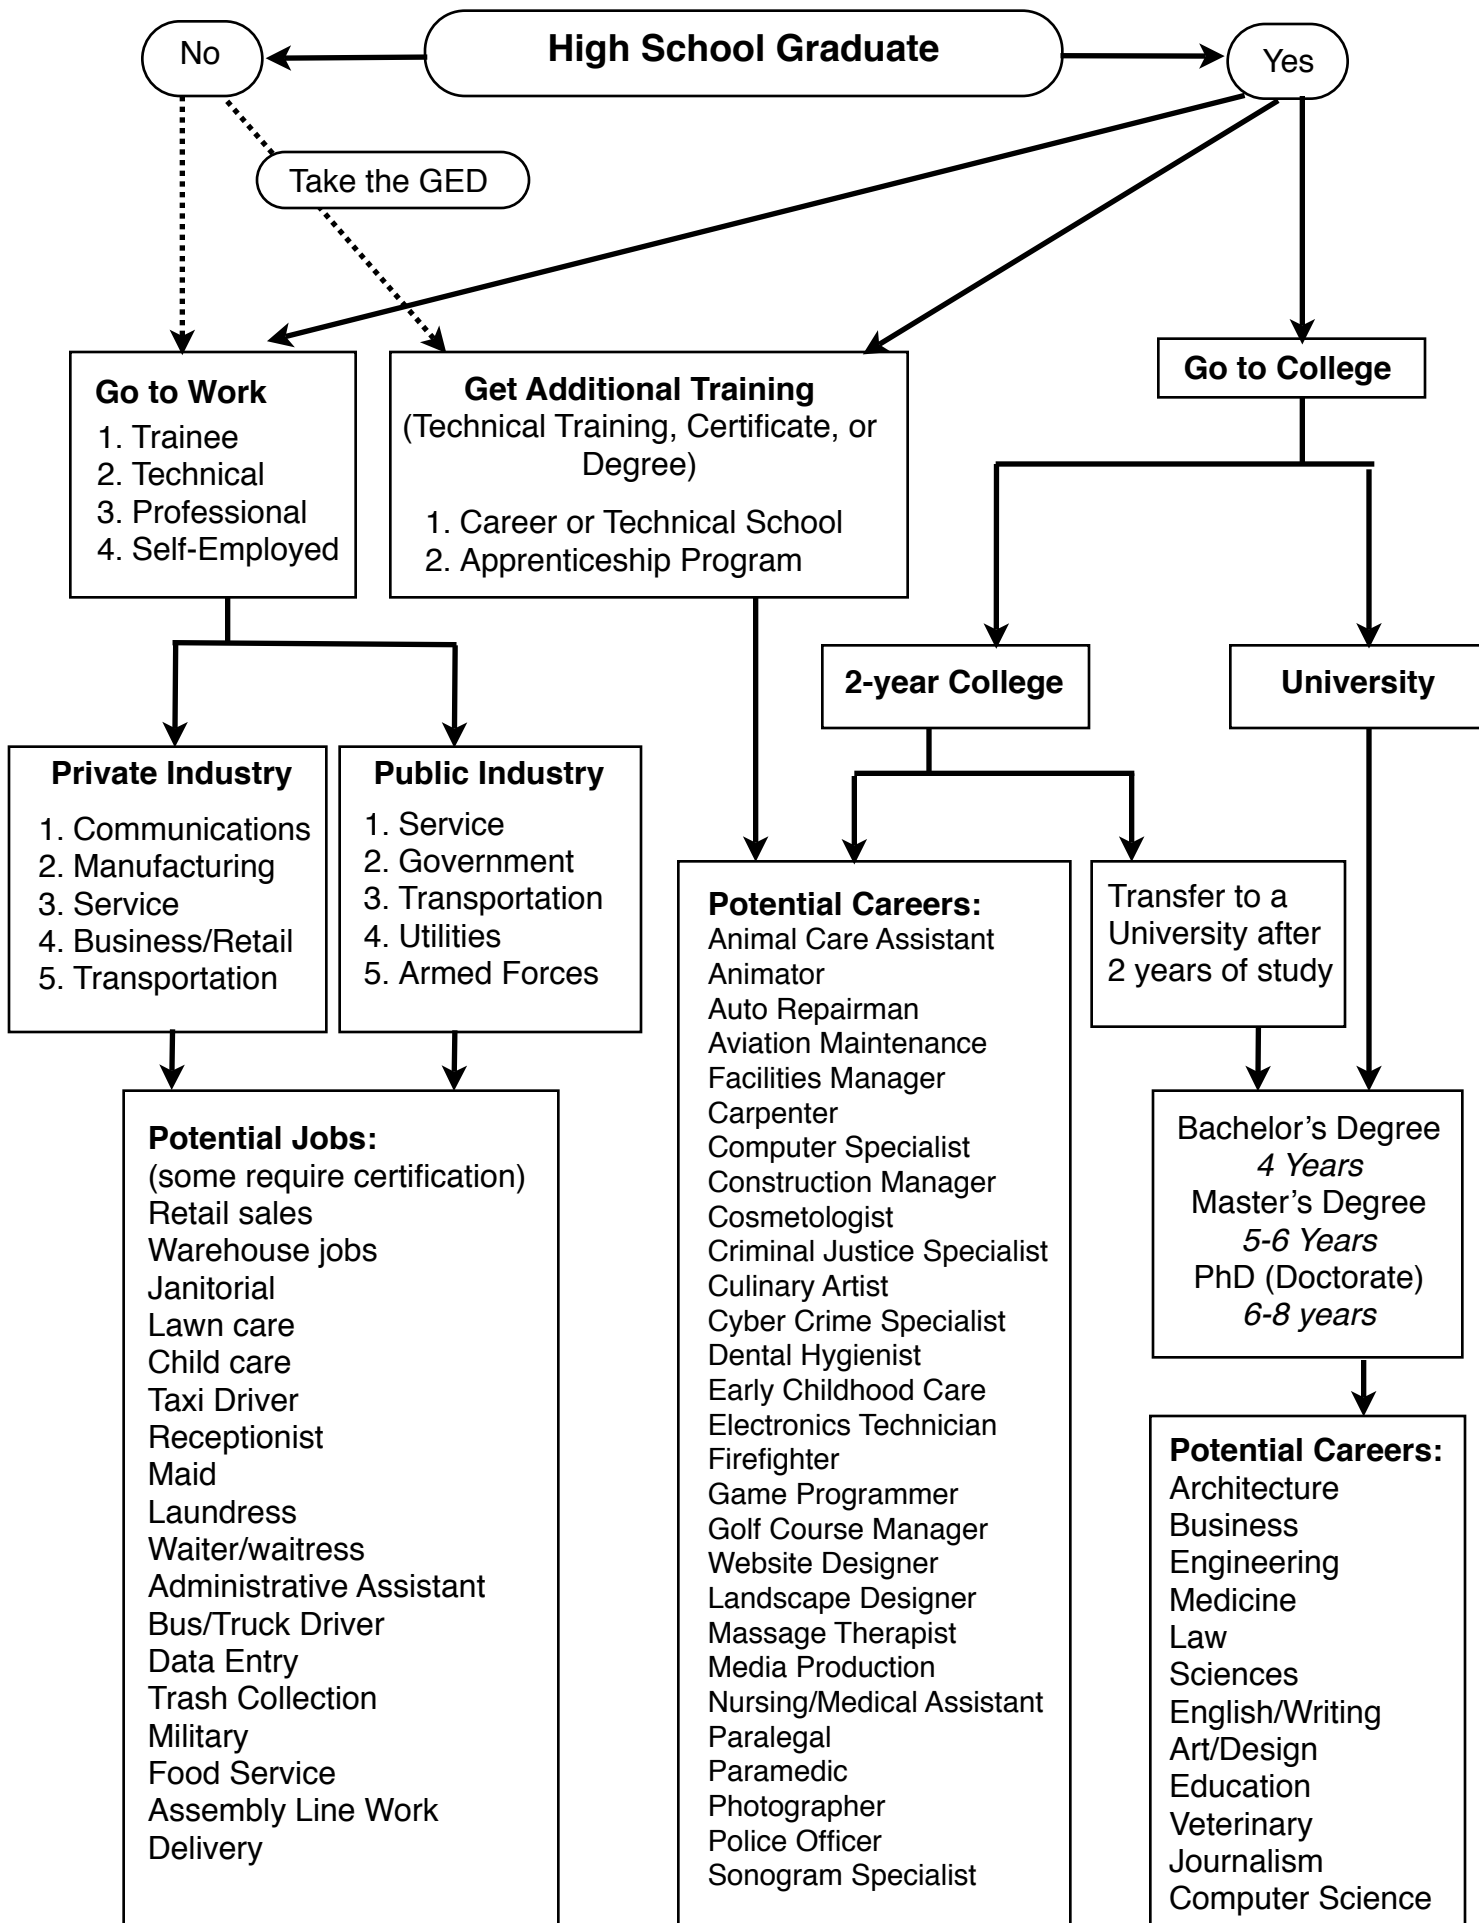 High School Graduate
No
Yes
Take the GED
Go to Work
1. Trainee
2. Technical
3. Professional
4. Self-Employed
Get Additional Training
(Technical Training, Certificate, or
Degree)
1. Career or Technical School
2. Apprenticeship Program
Go to College
2-year College
University
Private Industry
1. Communications
2. Manufacturing
3. Service
4. Business/Retail
5. Transportation
Public Industry
1. Service
2. Government
3. Transportation
4. Utilities
5. Armed Forces
Potential Jobs:
(some require certification)
Retail sales
Warehouse jobs
Janitorial
Lawn care
Child care
Taxi Driver
Receptionist
Maid
Laundress
Waiter/waitress
Administrative Assistant
Bus/Truck Driver
Data Entry
Trash Collection
Military
Food Service
Assembly Line Work
Delivery
Potential Careers:
Animal Care Assistant
Animator
Auto Repairman
Aviation Maintenance
Facilities Manager
Carpenter
Computer Specialist
Construction Manager
Cosmetologist
Criminal Justice Specialist
Culinary Artist
Cyber Crime Specialist
Dental Hygienist
Early Childhood Care
Electronics Technician
Firefighter
Game Programmer
Golf Course Manager
Website Designer
Landscape Designer
Massage Therapist
Media Production
Nursing/Medical Assistant
Paralegal
Paramedic
Photographer
Police Officer
Sonogram Specialist
Transfer to a
University after
2 years of study
Bachelor's Degree
4 Years
Master's Degree
5-6 Years
PhD (Doctorate)
6-8 years
Potential Careers:
Architecture
Business
Engineering
Medicine
Law
Sciences
English/Writing
Art/Design
Education
Veterinary
Journalism
Computer Science